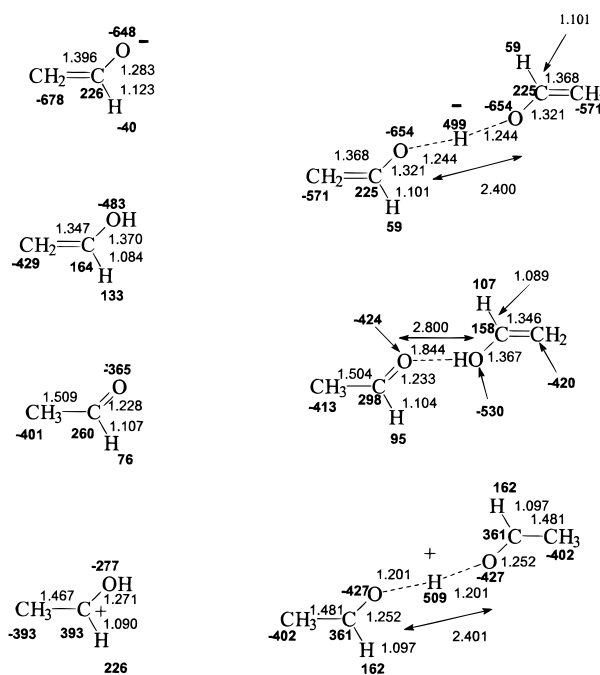 -648
−
O
1.396
1.283
CH2
C
-678
226
1.123
H
-40
1.101
59
H
1.368
225
C
CH2
-654
-571
1.321
O
−
499
H
1.244
-654
O
1.368
1.244
1.321
CH2
C
-571
225
1.101
2.400
H
59
-483
OH
1.347
1.370
CH2
C
1.084
-429
164
H
133
107
1.089
H
-424
2.800
158
C
1.346
CH2
1.844
O
HO
1.367
1.504
1.233
CH3
C
-420
-413
298
1.104
-530
H
95
-365
O
1.509
1.228
CH3
C
1.107
-401
260
H
76
162
H
1.097
1.481
361
C
CH3
-402
+
O
1.252
-427
1.201
H
509
1.201
-427
O
1.481
1.252
CH3
C
-402
361
1.097
2.401
H
162
-277
OH
1.467
1.271
CH3
C
+
1.090
-393
393
H
226